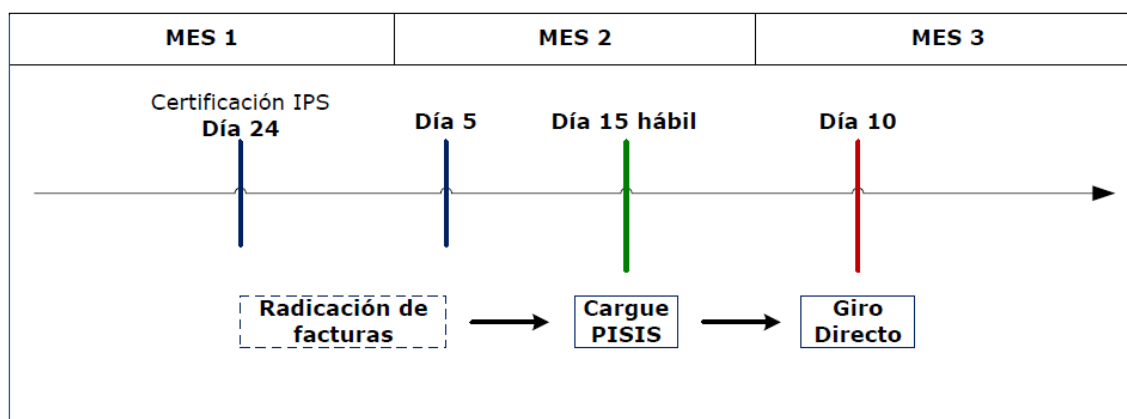 MES 1
MES 2
MES 3
Certificación IPS
Día 24
Día 5
Día 15 hábil
Día 10
Radicación de
facturas
Cargue
PISIS
Giro
Directo